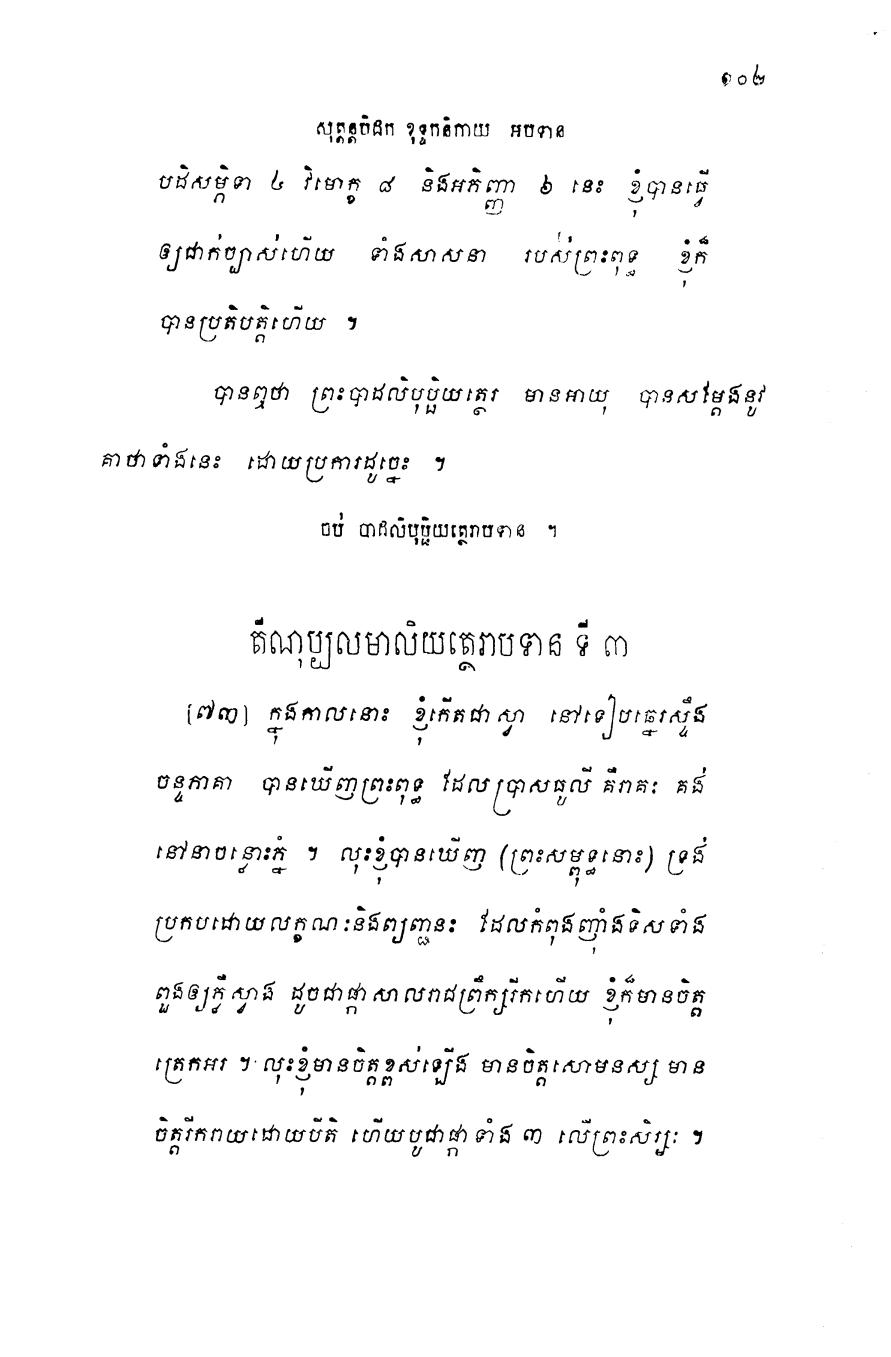 ១០២
សុត្តន្តបិដក ខុទ្ទកនិកាយ អបទាន
បដិសម្ភិទា ៤ វិមោក្ខ ៨ និងអភិញ្ញា ៦ នេះ ខ្ញុំបានធ្វើ
ឲ្យជាក់ច្បាស់ហើយ ទាំងសាសនា របស់ព្រះពុទ្ធ ខ្ញុំក៏
បានប្រតិបត្តិហើយ ។
បានឮថា ព្រះបាដលិបុប្ផិយត្ថេរ មានអាយុ បានសម្ដែងនូវ
គាថាទាំងនេះ ដោយប្រការដូច្នេះ ។
ចប់ បាដលិបុប្ផិយត្ថេរាបទាន ។
តីណុប្បលមាលិយត្ថេរាបទាន ទី ៣
[៧៣] ក្នុងកាលនោះ ខ្ញុំកើតជាស្វា នៅទៀបឆ្នេរស្ទឹង
ចន្ទភាគា បានឃើញព្រះពុទ្ធ ដែលប្រាសធូលី គឺរាគៈ គង់
នៅនាចន្លោះភ្នំ ។ លុះខ្ញុំបានឃើញ (ព្រះសម្ពុទ្ធនោះ) ទ្រង់
ប្រកបដោយលក្ខណៈនិងព្យញ្ជនះ ដែលកំពុងញ៉ាំងទិសទាំង
ពួងឲ្យភ្លឺស្វាង ដូចជាផ្កាសាលរាជព្រឹក្សរីកហើយ ខ្ញុំក៏មានចិត្ត
ត្រេកអរ ។ លុះខ្ញុំមានចិត្តខ្ពស់ឡើង មានចិត្តសោមនស្ស មាន
ចិត្តរីករាយដោយបីតិ ហើយបូជាផ្កាទាំង ៣ លើព្រះសិរ្សៈ ។